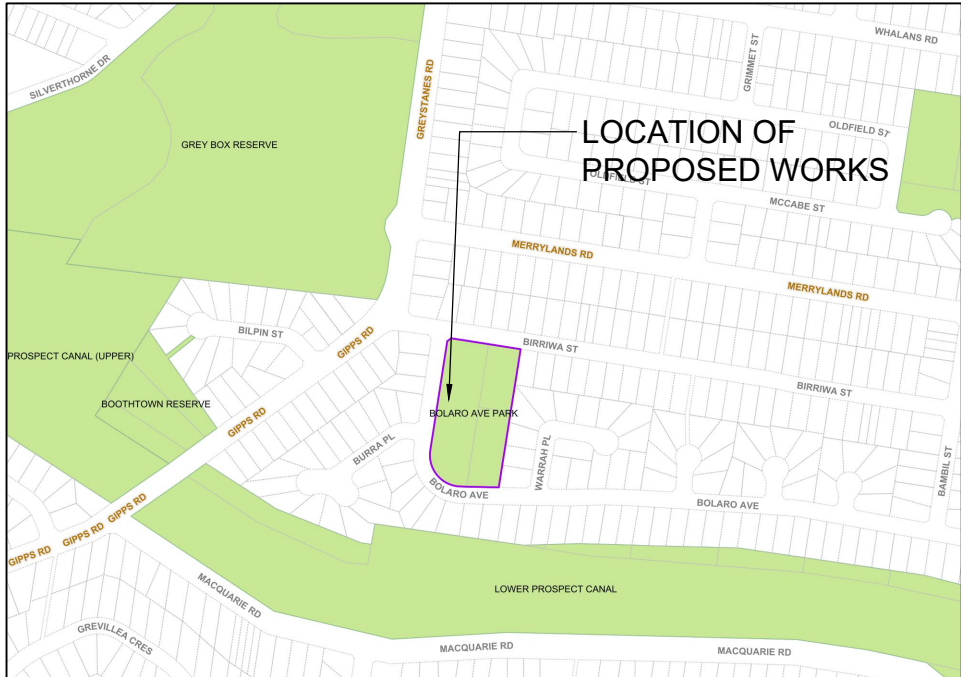 WHALANS RD
GRIMMET ST
SILVERTHORNE DR
GREYSTANES RD
OLDFIELD ST
LOCATION OF
PROPOSED WORKS
GREY BOX RESERVE
OLDFIELD ST
MCCABE ST
MERRYLANDS RD
MERRYLANDS RD
BILPIN ST
GIPPS RD
BIRRIWA ST
PROSPECT CANAL (UPPER)
BIRRIWA ST
BOOTHTOWN RESERVE
GIPPS RD
BOLARO AVE PARK
BURRA PL
WARRAH PL
BAMBIL ST
BOLARO AVE
BOLARO AVE
GIPPS RD
GIPPS RD
GIPPS RD
LOWER PROSPECT CANAL
MACQUARIE RD
GREVILLEA CRES
MACQUARIE RD
MACQUARIE RD